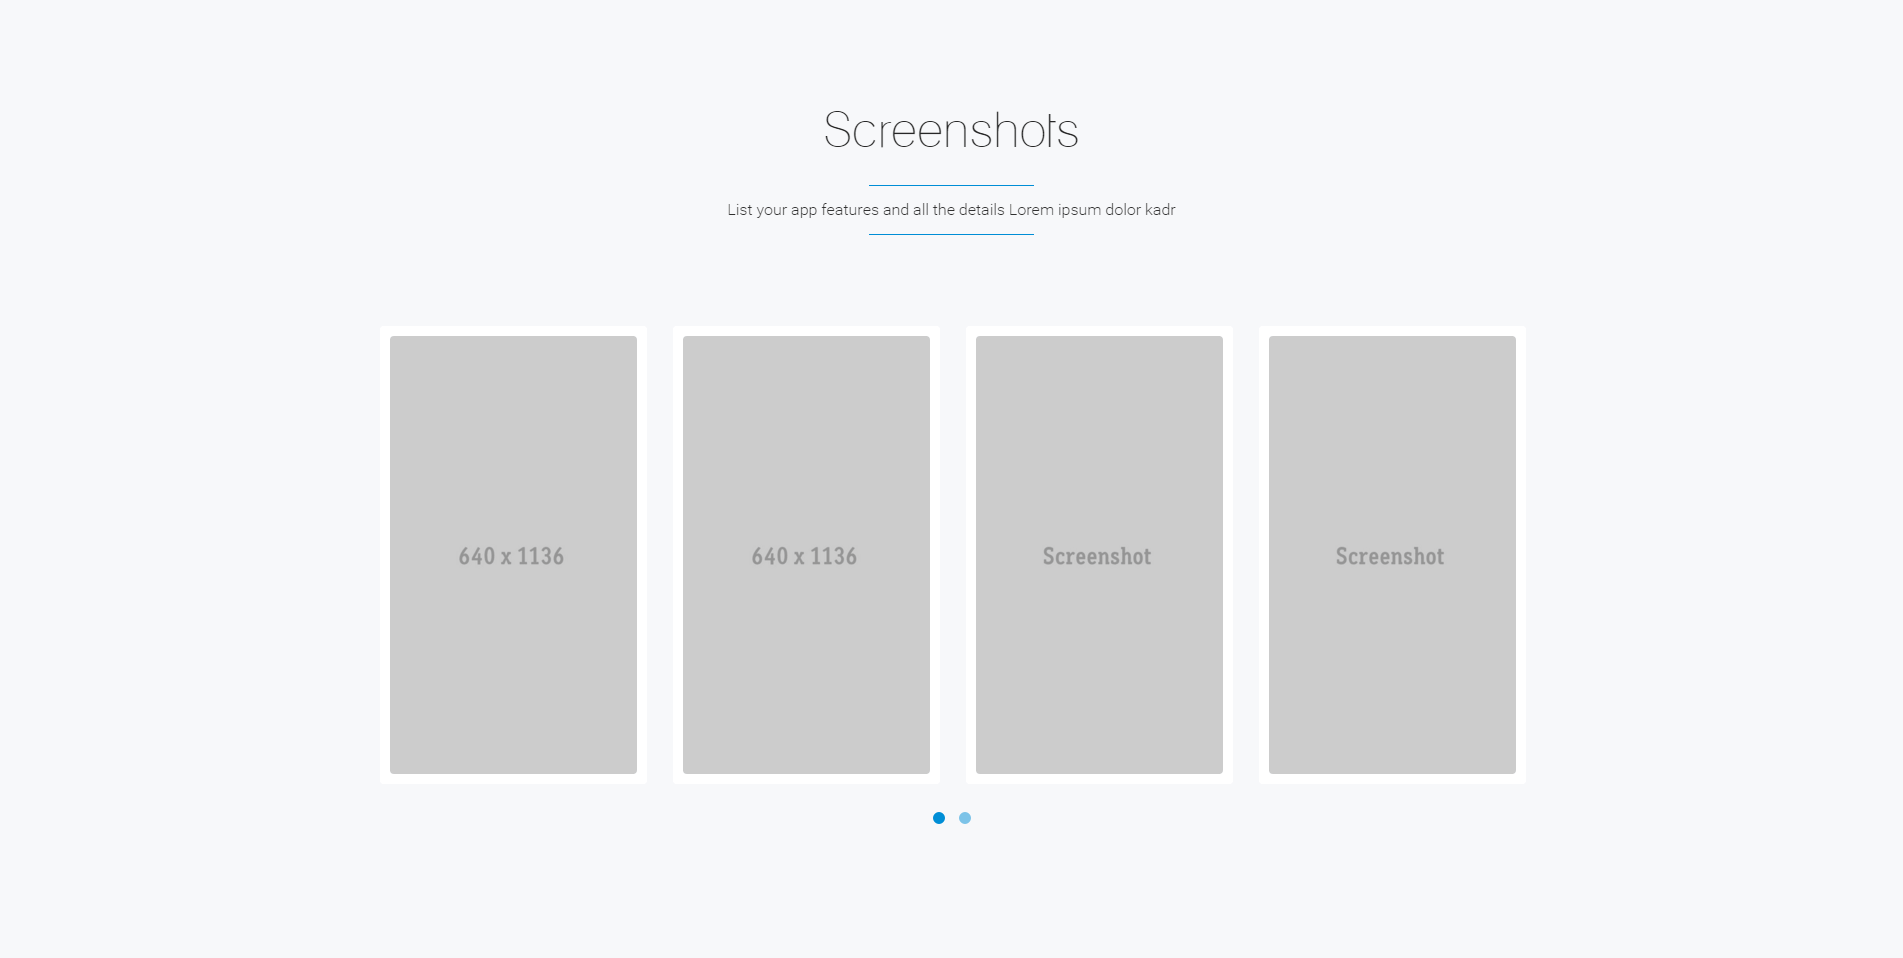 Screenshots
List your app features and all the details Lorem ipsum dolor kadr
640 x 1136
640 x 1136
Screenshot
Screenshot